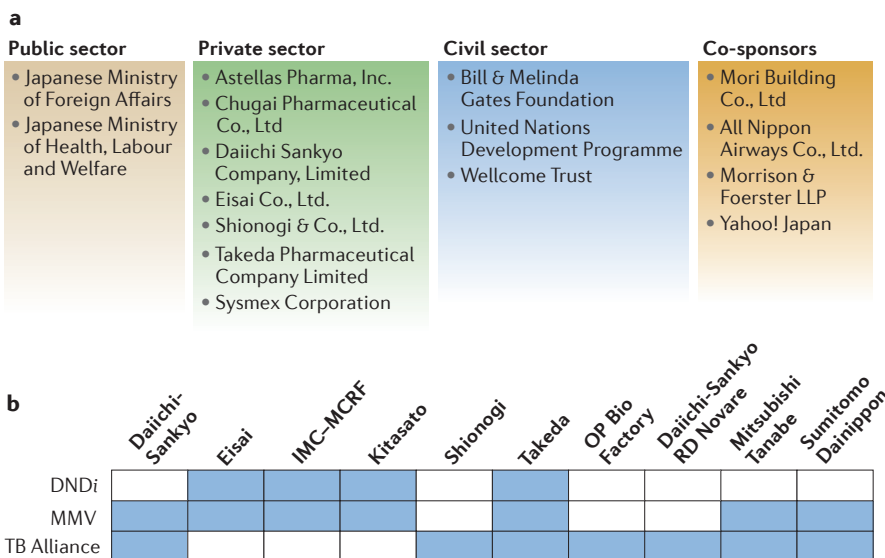 a
Public sector
• Japanese Ministry
of Foreign Affairs
• Japanese Ministry
of Health, Labour
and Welfare
Private sector
• Astellas Pharma, Inc.
• Chugai Pharmaceutical
Co., Ltd
• Daiichi Sankyo
Company, Limited
• Eisai Co., Ltd.
• Shionogi & Co., Ltd.
• Takeda Pharmaceutical
Company Limited
• Sysmex Corporation
Civil sector
• Bill & Melinda
Gates Foundation
• United Nations
Development Programme
• Wellcome Trust
Co-sponsors
• Mori Building
Co., Ltd
• All Nippon
Airways Co., Ltd.
• Morrison &
Foerster LLP
• Yahoo! Japan
b
Daiichi-
Sankyo
Eisai
IMC–MCRF
Kitasato
Shionogi
Takeda
OP Bio
Factory
Daiichi-Sankyo
RD Novare
Mitsubishi
Tanabe
Sumitomo
Dainippon
DNDi
MMV
TB Alliance